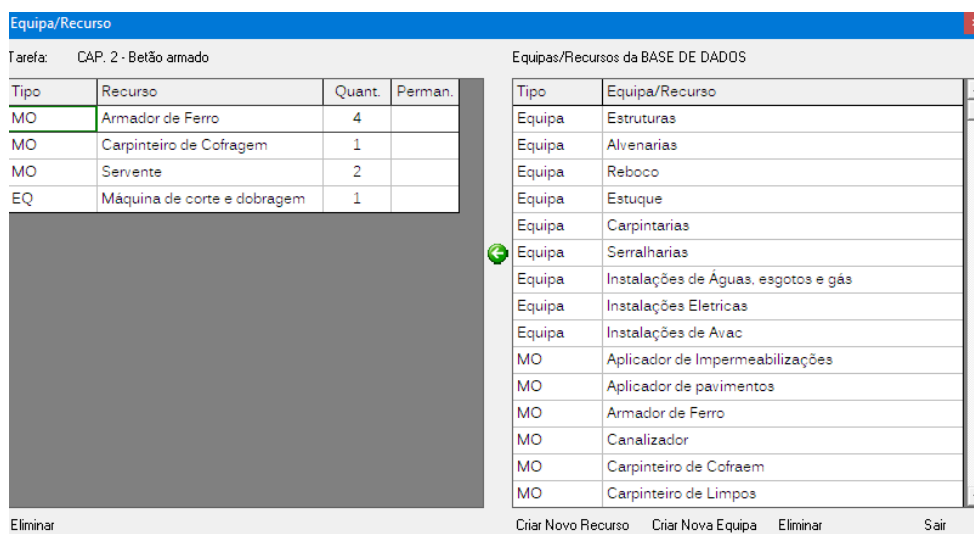 Equipa/Recurso
Tarefa: CAP. 2 - Betão armado
Tipo Recurso Quant. Perman.
MO Armador de Ferro 4
MO Carpinteiro de Cofragem 1
MO Servente 2
EQ Máquina de corte e dobragem 1
Eliminar
Equipas/Recursos da BASE DE DADOS
Tipo Equipa/Recurso
Equipa Estruturas
Equipa Alvenarias
Equipa Reboco
Equipa Estuque
Equipa Carpintarias
Equipa Serralharias
Equipa Instalações de Águas, esgotos e gás
Equipa Instalações Eletricas
Equipa Instalações de Avac
MO Aplicador de Impermeabilizações
MO Aplicador de pavimentos
MO Armador de Ferro
MO Canalizador
MO Carpinteiro de Cofraem
MO Carpinteiro de Limpos
Criar Novo Recurso Criar Nova Equipa Eliminar Sair